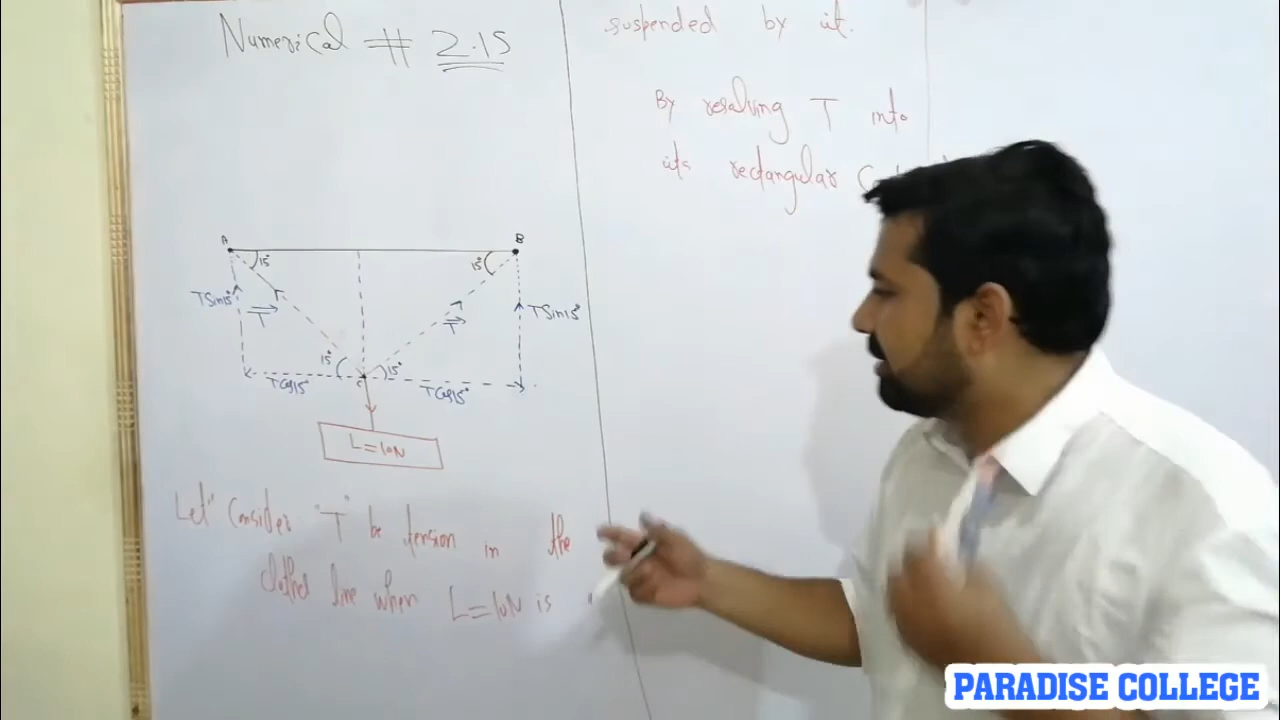 Numerical # 2.15
A
B
15°
15°
TSin15°
T
T
TSin15°
15°
15°
C
TCos15°
TCos15°
L=10N
Let" Consider "T" be tension in the
line when L=10N is
suspended by it.
By resolving T into
its rectangular
PARADISE COLLEGE